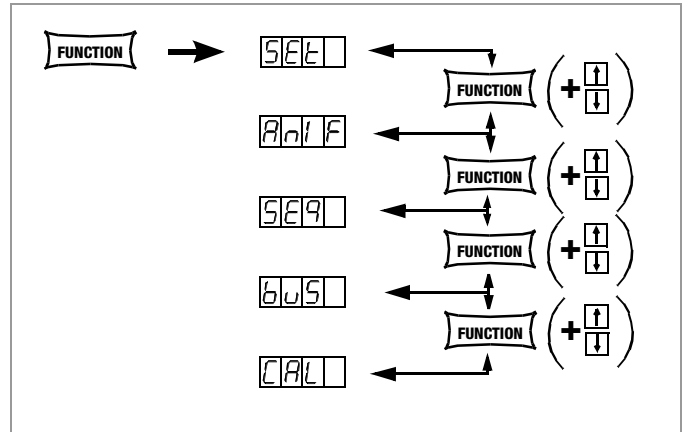 FUNCTION
SEt
FUNCTION
(+ ↑ ↓)
AnIF
FUNCTION
(+ ↑ ↓)
SEq
FUNCTION
(+ ↑ ↓)
buS
FUNCTION
(+ ↑ ↓)
CAL